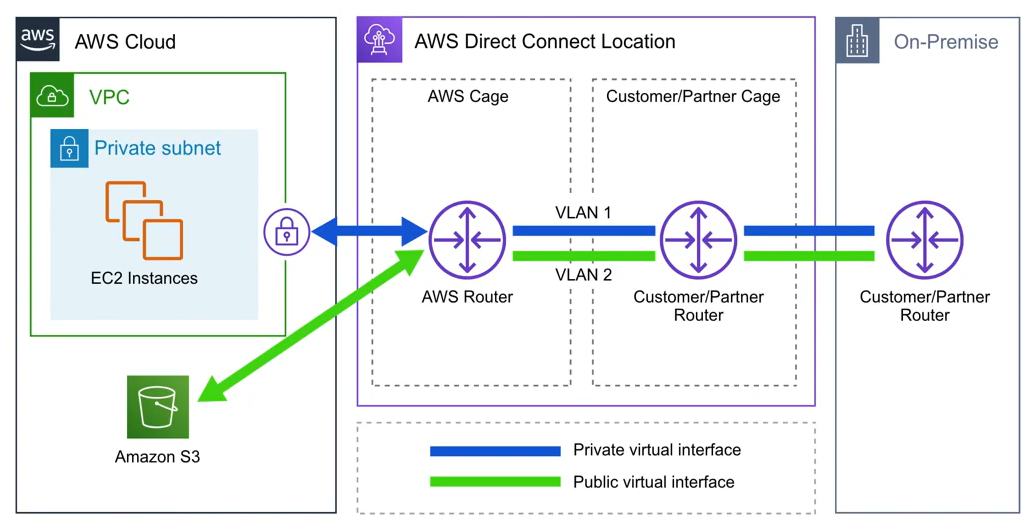 aws
AWS Cloud
AWS Direct Connect Location
On-Premise
VPC
AWS Cage
Customer/Partner Cage
Private subnet
EC2 Instances
VLAN 1
VLAN 2
AWS Router
Customer/Partner
Router
Customer/Partner
Router
Amazon S3
Private virtual interface
Public virtual interface